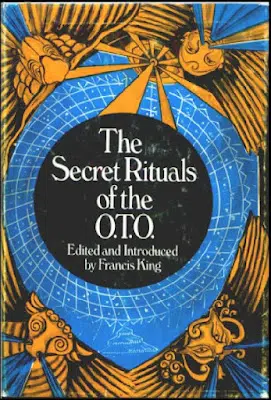 The
Secret Rituals
of the
O.T.O.
Edited and Introduced
by Francis King